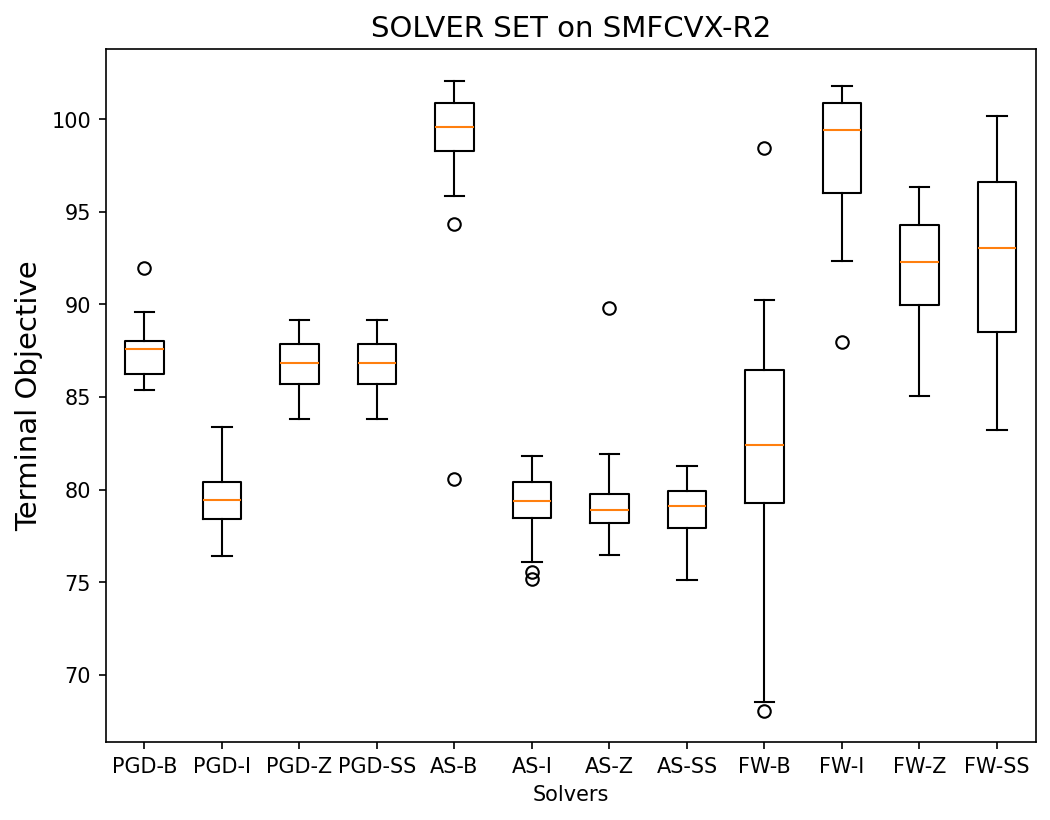 SOLVER SET on SMFCVX-R2
Terminal Objective
100
95
90
85
80
75
70
PGD-B PGD-I PGD-Z PGD-SS AS-B AS-I AS-Z AS-SS FW-B FW-I FW-Z FW-SS
Solvers